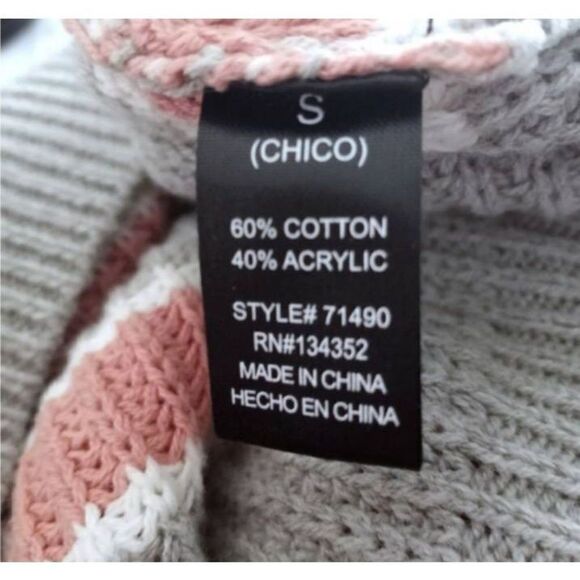 S
(CHICO)
60% COTTON
40% ACRYLIC
STYLE# 71490
RN#134352
MADE IN CHINA
HECHO EN CHINA